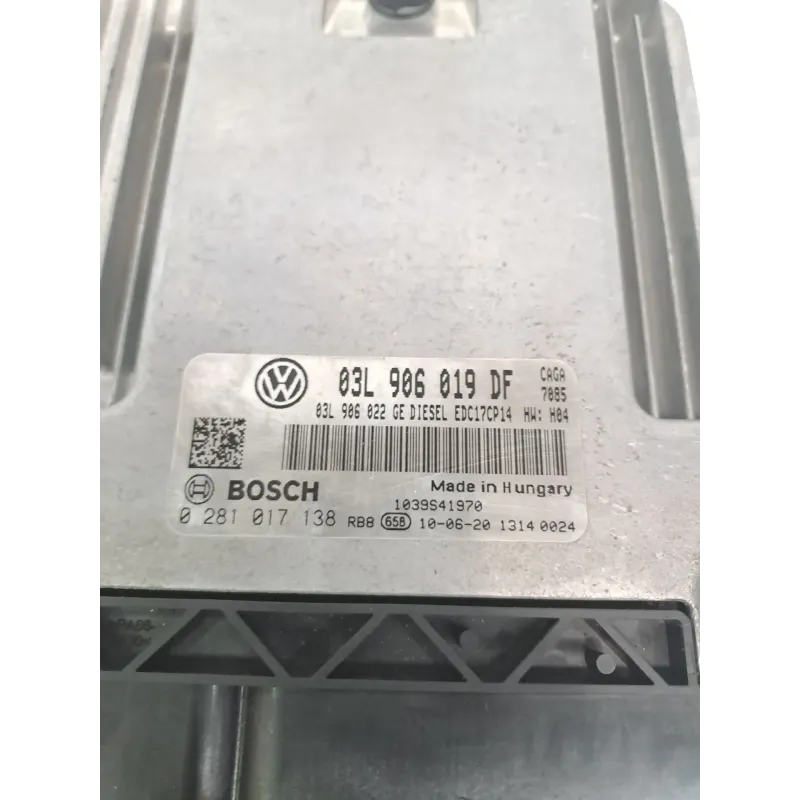 03L 906 019 DF CAGA
7085
03L 906 022 GE DIESEL EDC17CP14 HW: H04
BOSCH
Made in Hungary
1039S41970
0 281 017 138 RB8 658 10-06-20 1314 0024